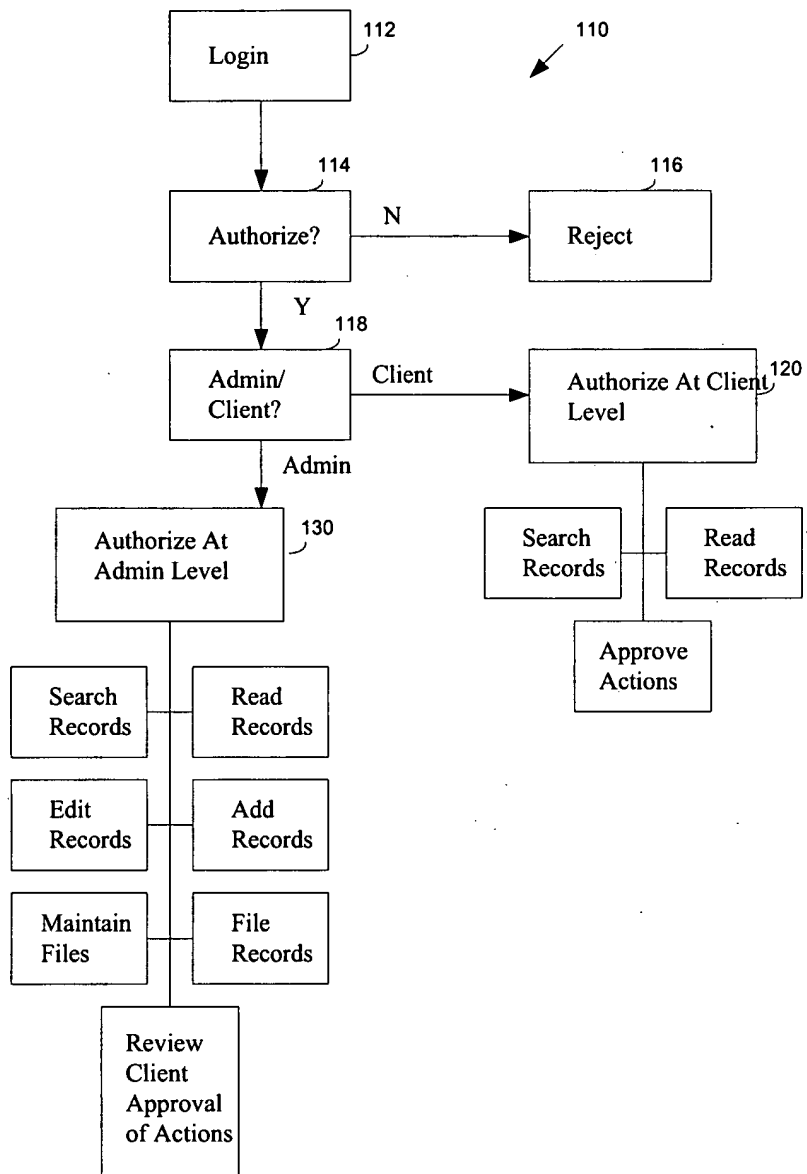 112
Login
110
114
116
Authorize?
N
Reject
Y
118
Admin/
Client?
Client
Authorize At Client
Level
120
Admin
130
Authorize At
Admin Level
Search
Records
Read
Records
Approve
Actions
Search
Records
Read
Records
Edit
Records
Add
Records
Maintain
Files
File
Records
Review
Client
Approval
of Actions